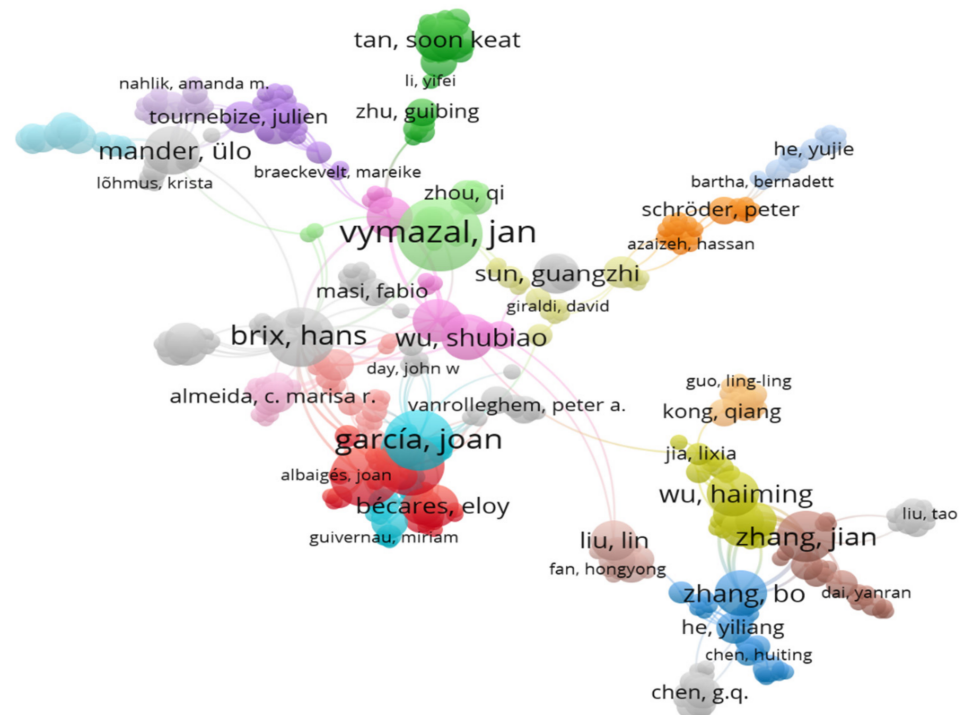 tan, soon keat
li, yifei
nahlik, amanda m.
zhu, guibing
tournebize, julien
mander, ülo
he, yujie
braeckevelt, mareike
lõhmus, krista
bartha, bernadett
zhou, qi
schröder, peter
vymazal, jan
azaizeh, hassan
sun, guangzhi
masi, fabio
giraldi, david
brix, hans
wu, shubiao
day, john w
guo, ling-ling
almeida, c. marisa r.
vanrolleghem, peter a.
kong, qiang
garcía, joan
jia, lixia
albaigés, joan
wu, haiming
bécares, eloy
liu, tao
guivernau, miriam
liu, lin
zhang, jian
fan, hongyong
zhang, bo
dai, yanran
he, yiliang
chen, huiting
chen, g.q.